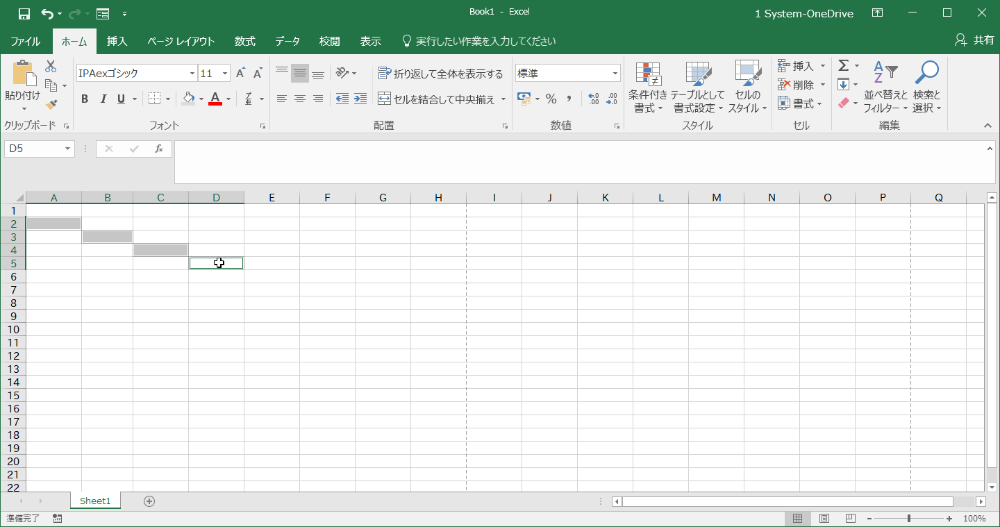 Book1 - Excel
1 System-OneDrive
ファイル ホーム 挿入 ページ レイアウト 数式 データ 校閲 表示 実行したい作業を入力してください 共有
貼り付け
クリップボード
IPAexゴシック 11
B I U A
フォント
折り返して全体を表示する
セルを結合して中央揃え
配置
標準
% ,
数値
条件付き書式
テーブルとして書式設定
セルのスタイル
スタイル
挿入
削除
書式
セル
Σ
並べ替えとフィルター
検索と選択
編集
D5 fx
A B C D E F G H I J K L M N O P Q
1
2
3
4
5
6
7
8
9
10
11
12
13
14
15
16
17
18
19
20
21
22
Sheet1
準備完了 100%